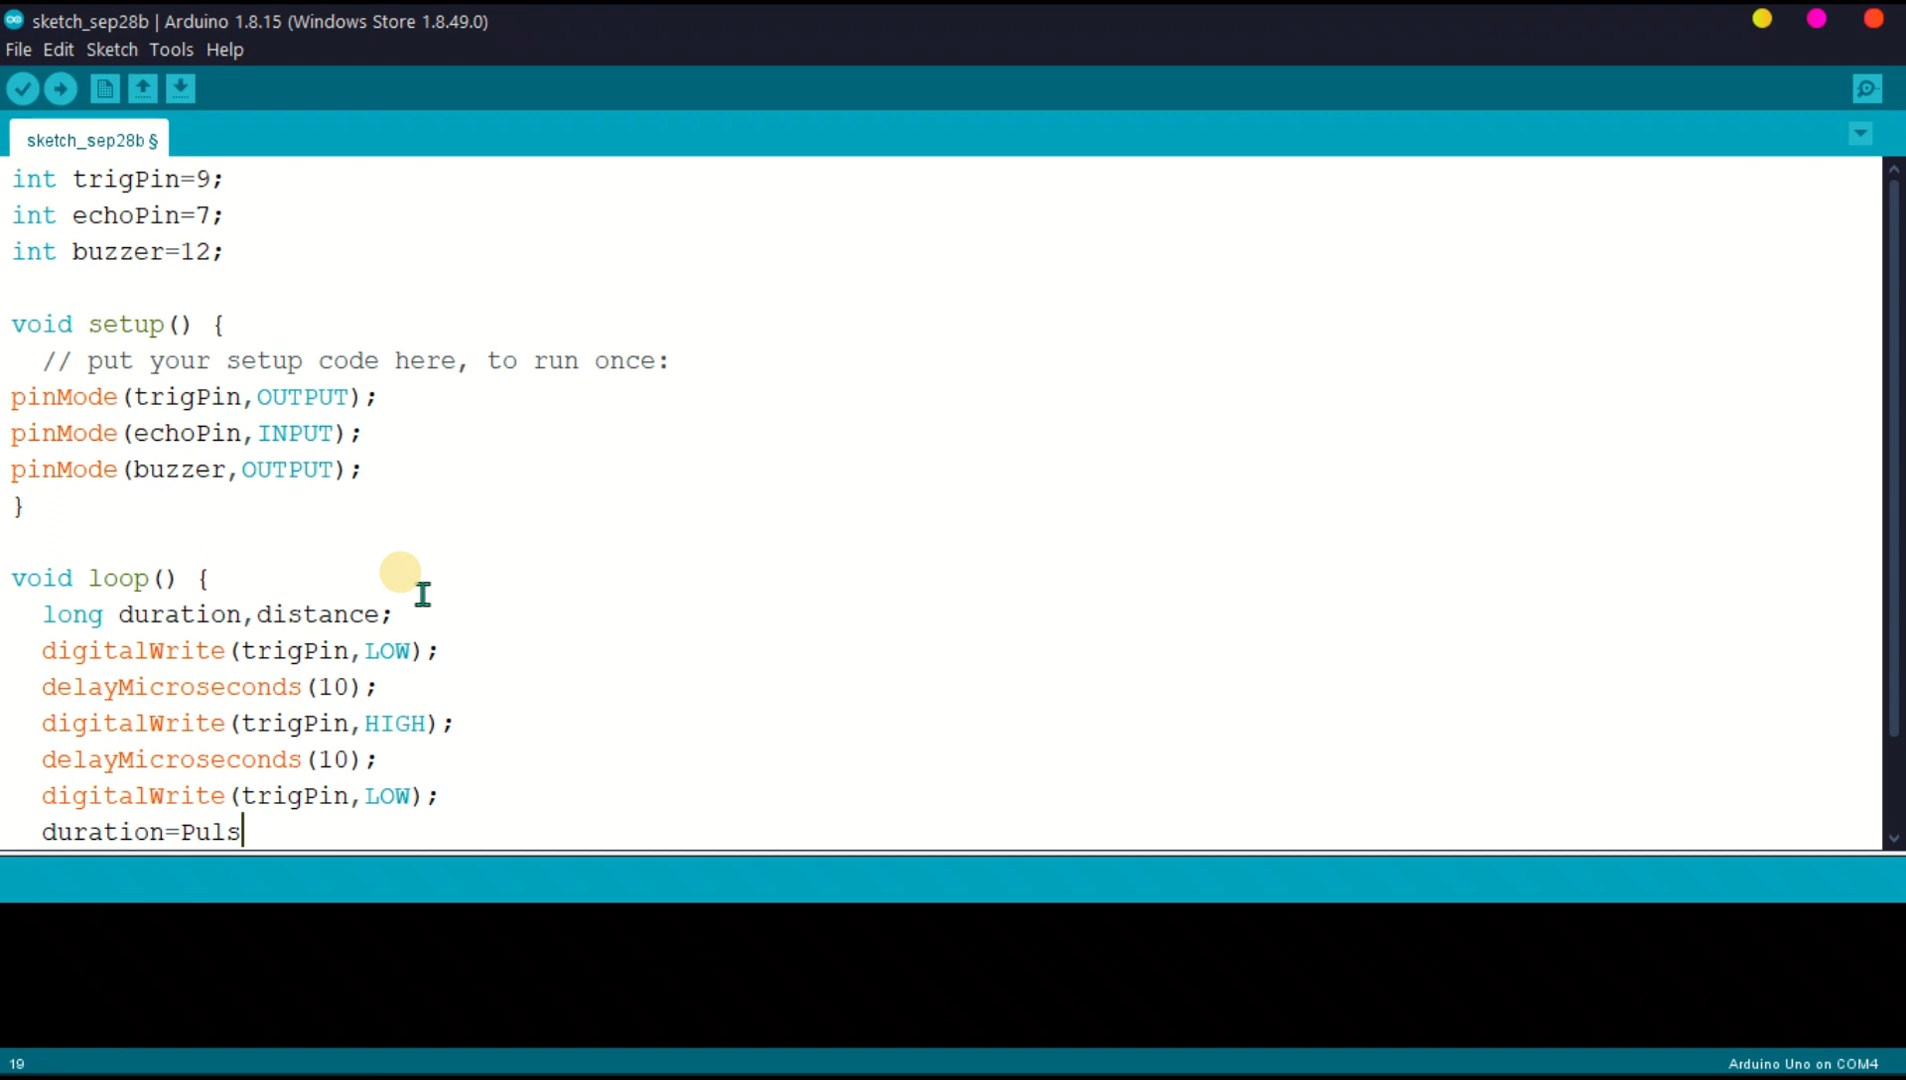 sketch_sep28b | Arduino 1.8.15 (Windows Store 1.8.49.0)
File Edit Sketch Tools Help
sketch_sep28b §
int trigPin=9;
int echoPin=7;
int buzzer=12;
void setup() {
// put your setup code here, to run once:
pinMode(trigPin,OUTPUT);
pinMode(echoPin,INPUT);
pinMode(buzzer,OUTPUT);
}
void loop() {
long duration,distance;
digitalWrite(trigPin,LOW);
delayMicroseconds(10);
digitalWrite(trigPin,HIGH);
delayMicroseconds(10);
digitalWrite(trigPin,LOW);
duration=Puls
19
Arduino Uno on COM4